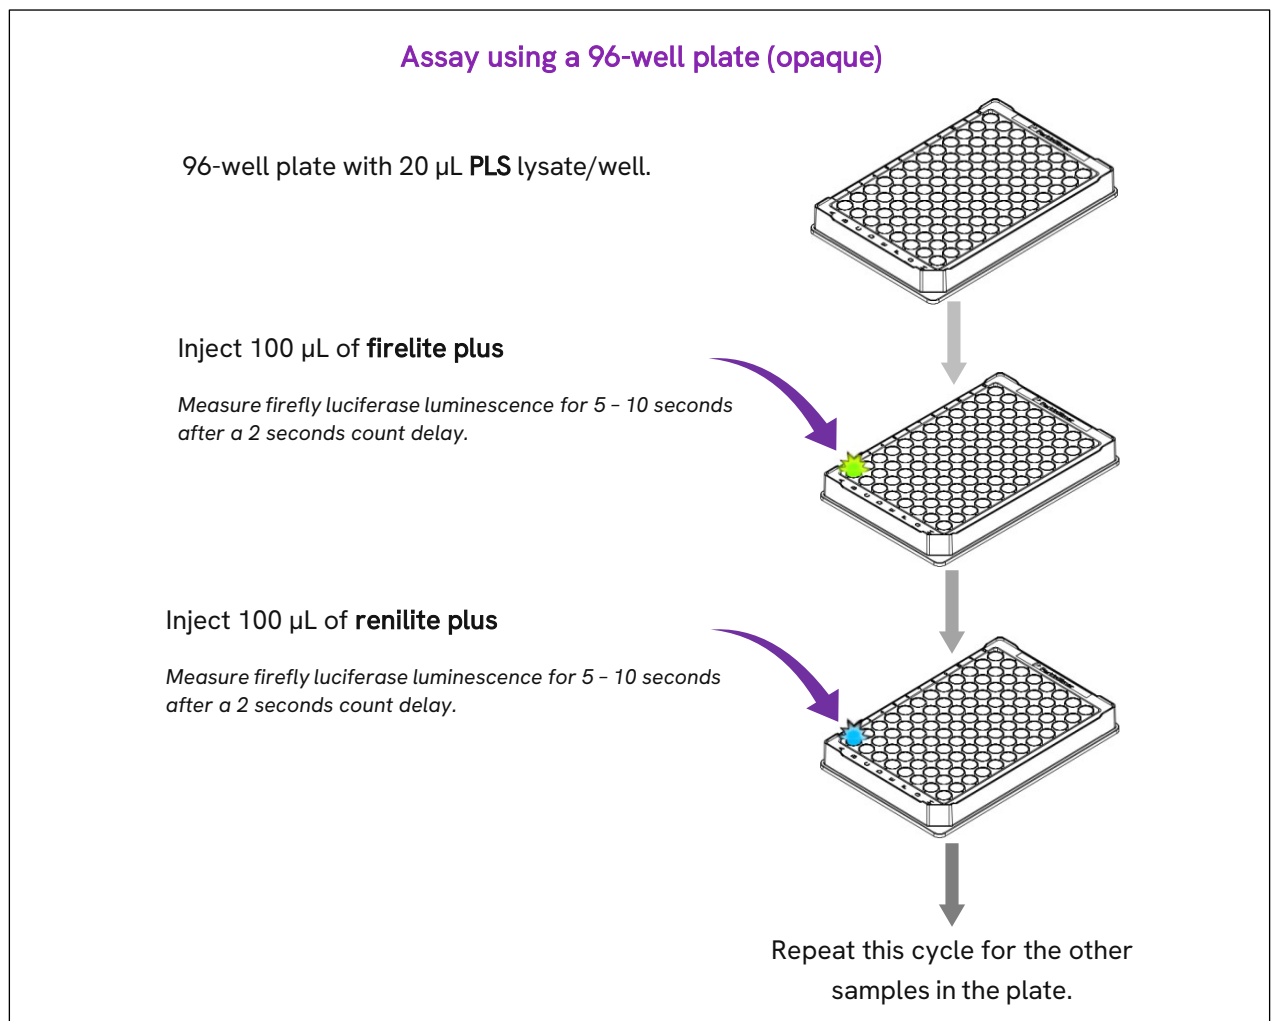 Assay using a 96-well plate (opaque)
96-well plate with 20 µL PLS lysate/well.
Inject 100 µL of firelite plus
Measure firefly luciferase luminescence for 5 – 10 seconds
after a 2 seconds count delay.
Inject 100 µL of renilite plus
Measure firefly luciferase luminescence for 5 – 10 seconds
after a 2 seconds count delay.
Repeat this cycle for the other
samples in the plate.